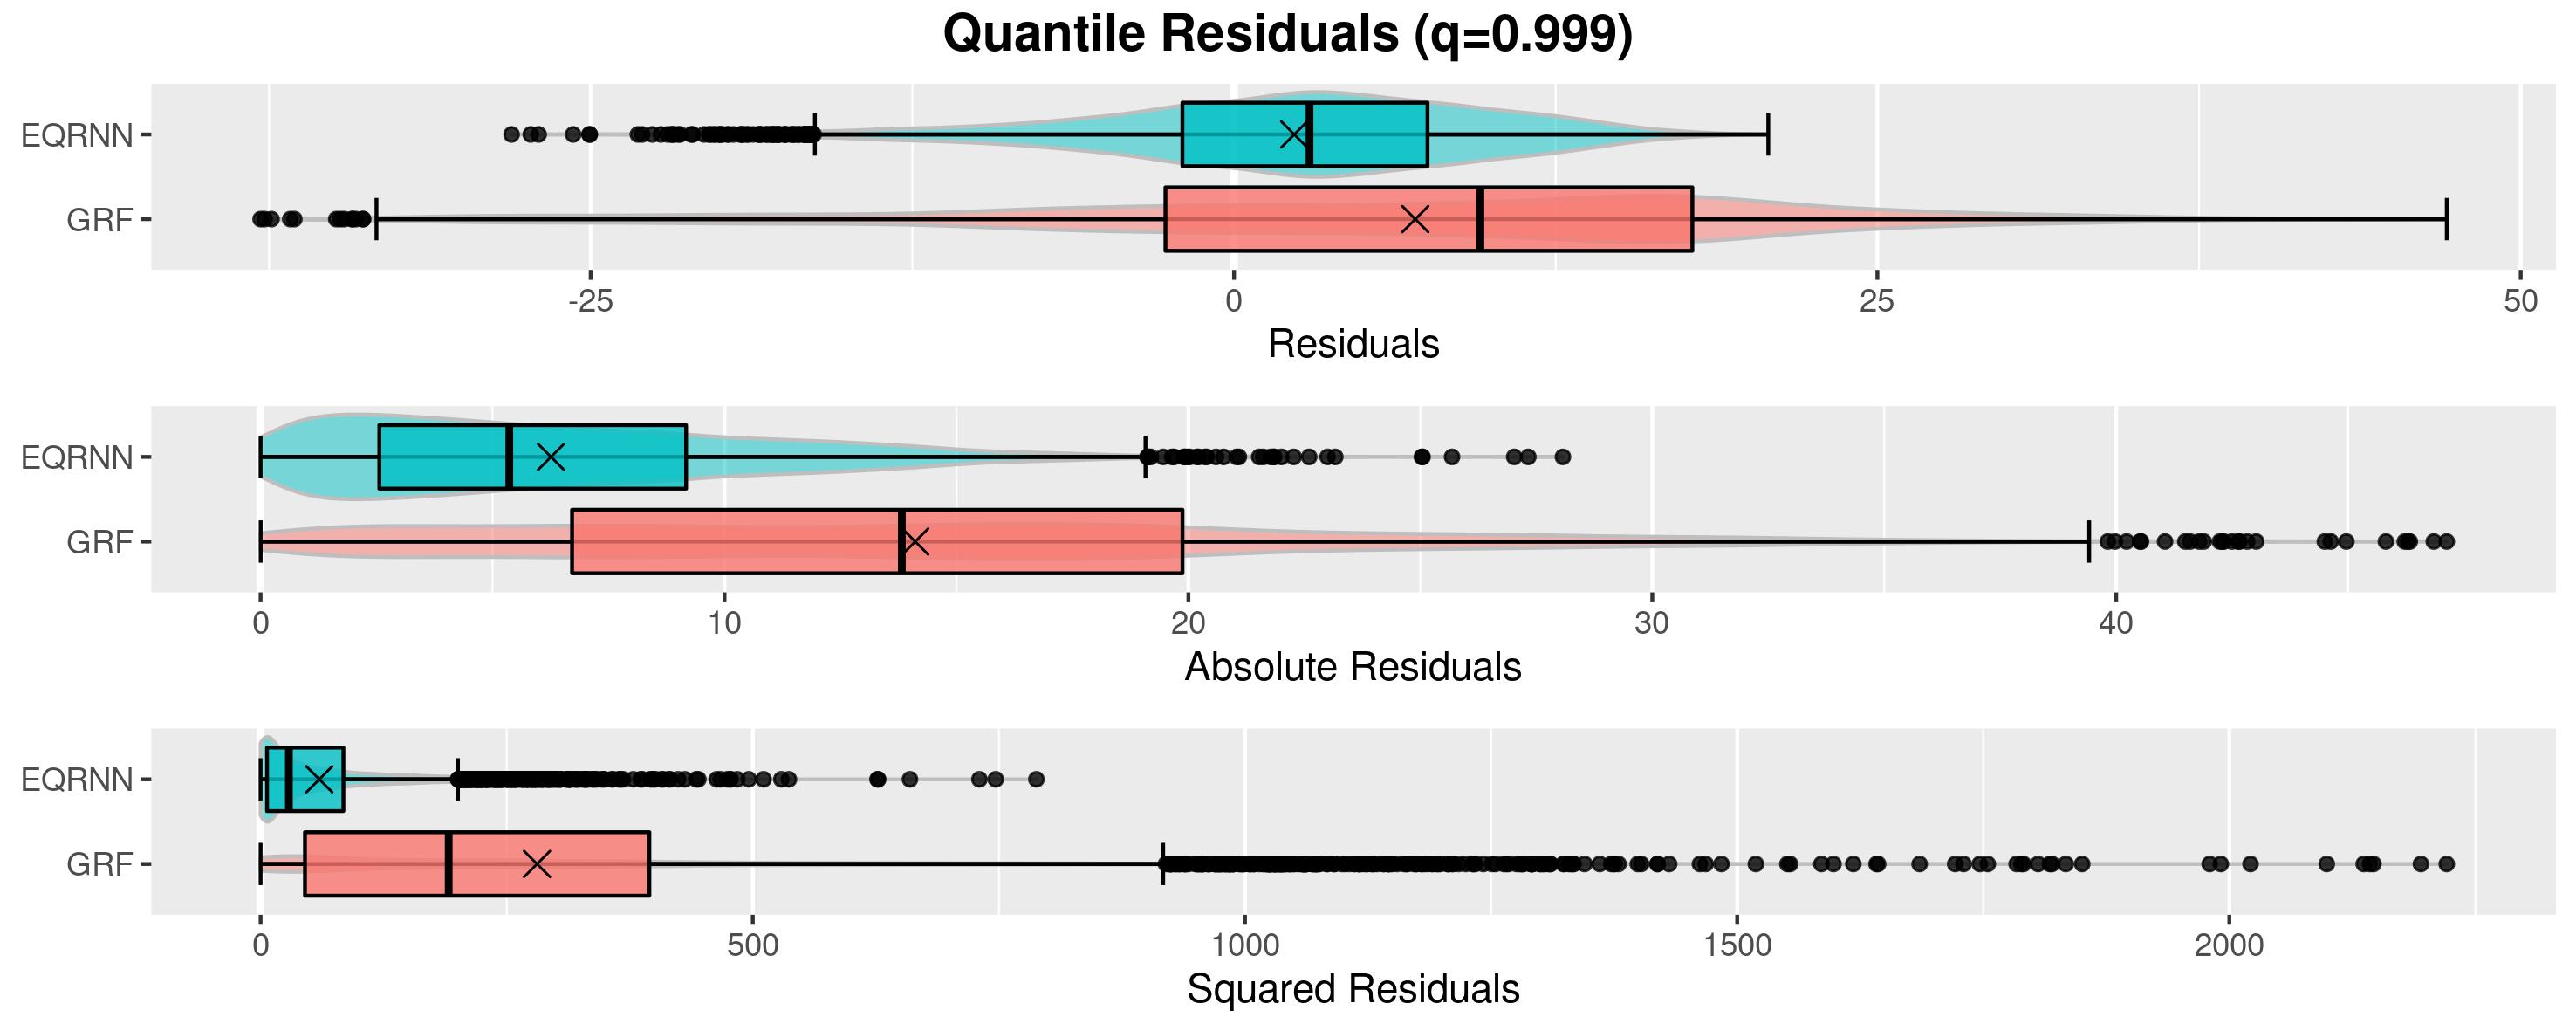 Quantile Residuals (q=0.999)
EQRNN
GRF
-25 0 25 50
Residuals
EQRNN
GRF
0 10 20 30 40
Absolute Residuals
EQRNN
GRF
0 500 1000 1500 2000
Squared Residuals